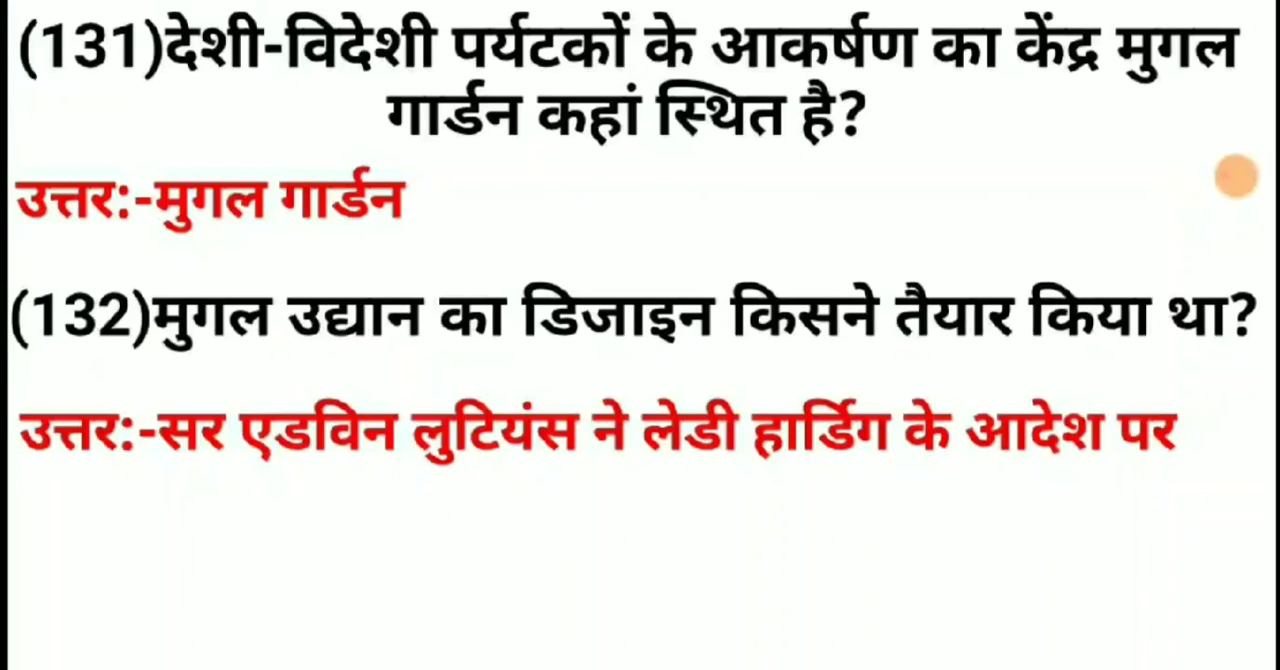 (131)देशी-विदेशी पर्यटकों के आकर्षण का केंद्र मुगल
गार्डन कहां स्थित है?
उत्तर:-मुगल गार्डन
(132)मुगल उद्यान का डिजाइन किसने तैयार किया था?
उत्तर:-सर एडविन लुटियंस ने लेडी हार्डिग के आदेश पर